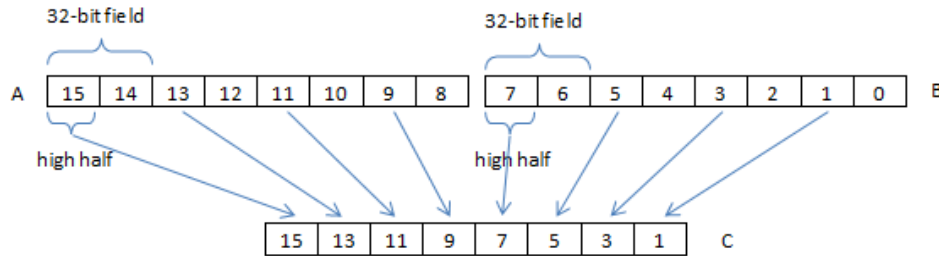 32-bit field 32-bit field
A 15 14 13 12 11 10 9 8 7 6 5 4 3 2 1 0 B
high half high half
15 13 11 9 7 5 3 1 C